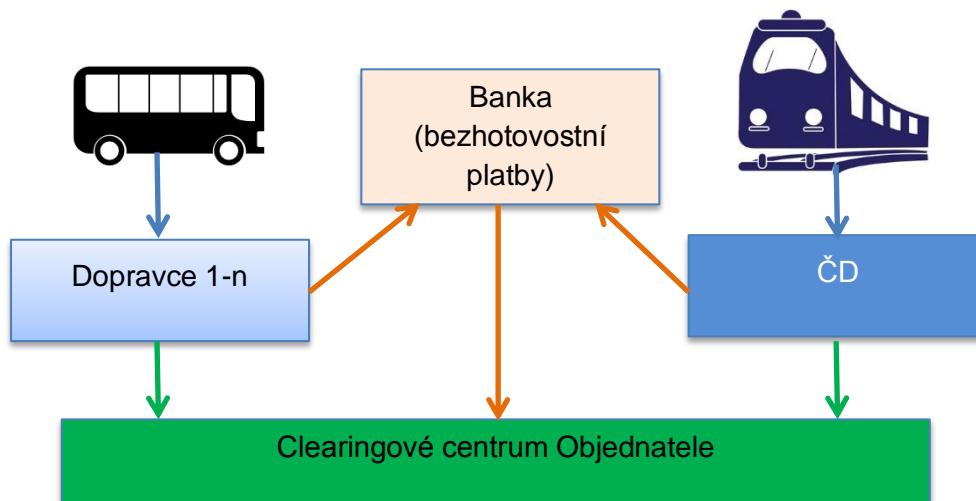 Banka
(bezhotovostní
platby)
Dopravce 1-n
ČD
Clearingové centrum Objednatele